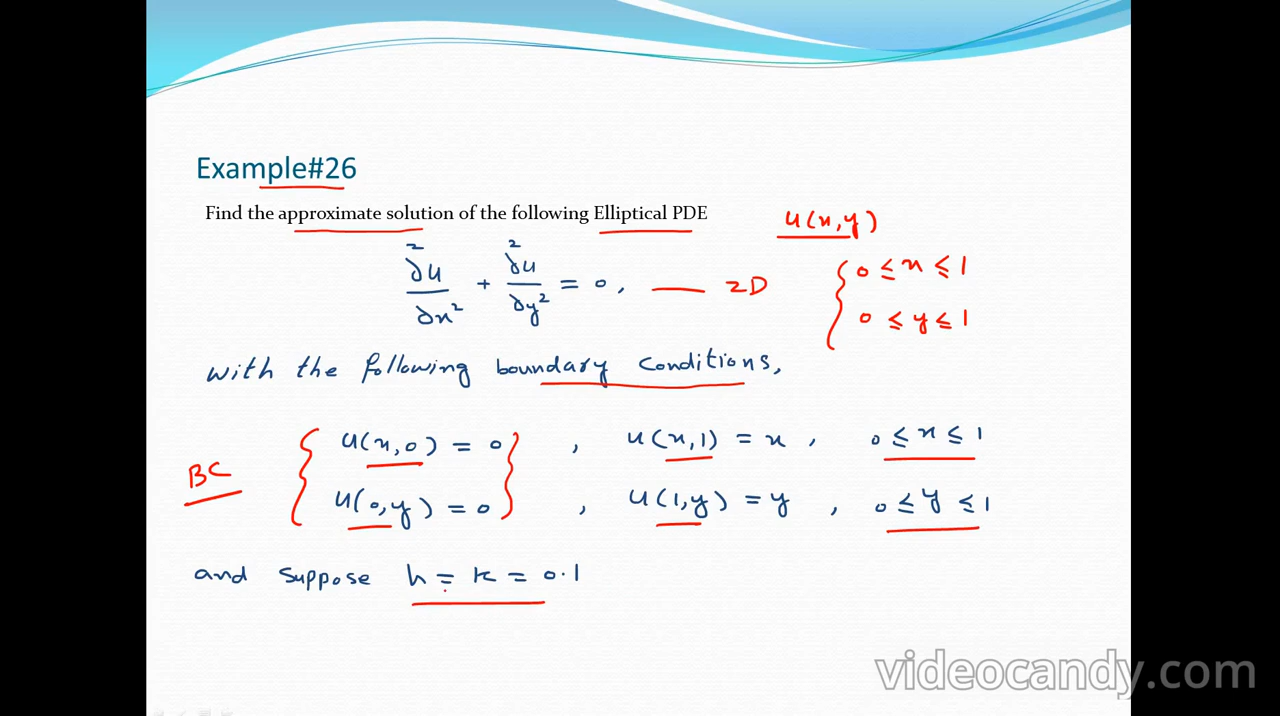 Example#26
Find the approximate solution of the following Elliptical PDE
u(x,y)
∂²u/∂x² + ∂²u/∂y² = 0, — 2D
0 ≤ x ≤ 1
0 ≤ y ≤ 1
with the following boundary conditions,
u(x,0) = 0 , u(x,1) = x , 0 ≤ x ≤ 1
BC
u(0,y) = 0 , u(1,y) = y , 0 ≤ y ≤ 1
and suppose h = k = 0.1
videocandy.com